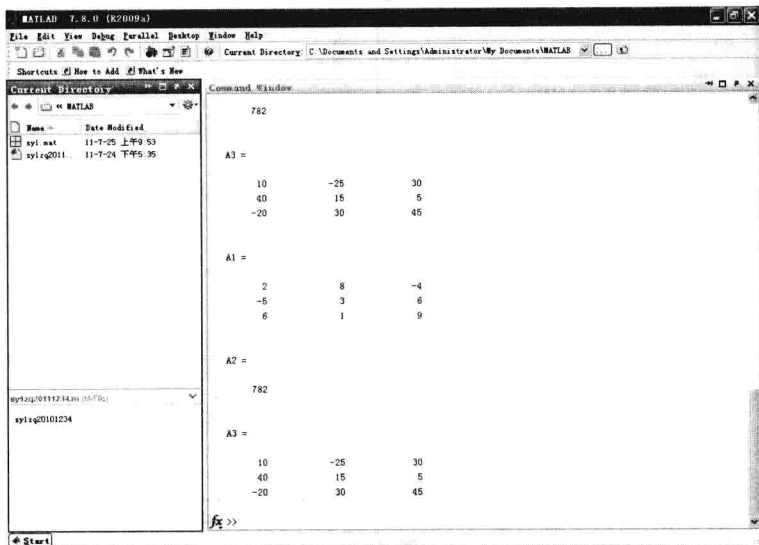 MATLAB 7.8.0 (R2009a)
File Edit View Debug Parallel Desktop Window Help
Current Directory: C:\Documents and Settings\Administrator\My Documents\MATLAB
Shortcuts How to Add What's New
Current Directory
« MATLAB
Name Date Modified
sy1.mat 11-7-25 上午9:53
sy1zq2011.. 11-7-24 下午5:35
sy1zq20111234.m
sy1zq20101234
Start
Command Window
782
A3 =
10 -25 30
40 15 5
-20 30 45
A1 =
2 8 -4
-5 3 6
6 1 9
A2 =
782
A3 =
10 -25 30
40 15 5
-20 30 45
fx >>